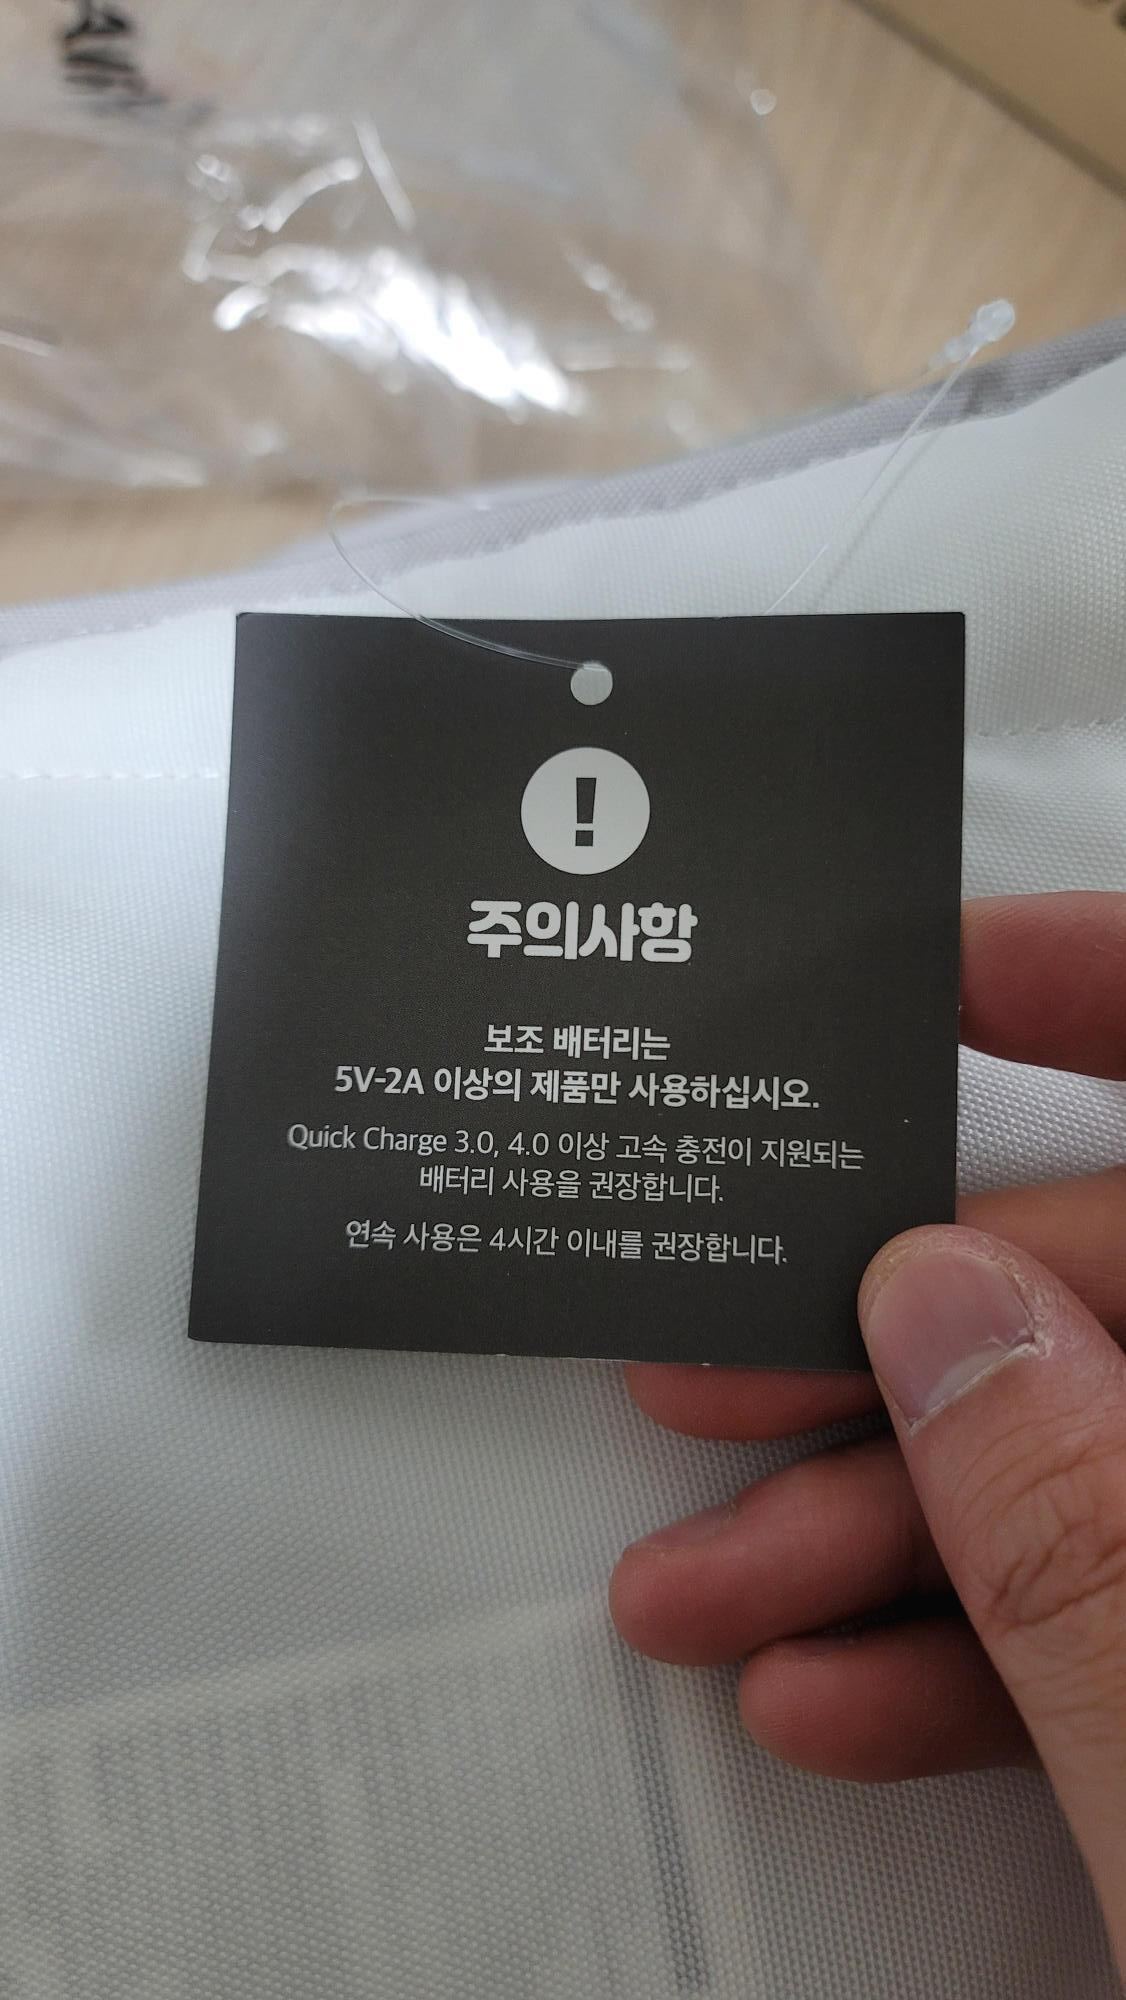 주의사항
보조 배터리는
5V-2A 이상의 제품만 사용하십시오.
Quick Charge 3.0, 4.0 이상 고속 충전이 지원되는
배터리 사용을 권장합니다.
연속 사용은 4시간 이내를 권장합니다.